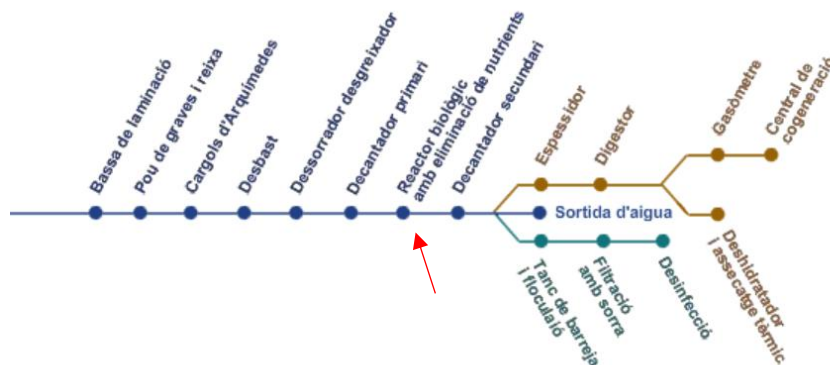 Bassa de laminació
Pou de graves i reixa
Cargols d'Arquimedes
Desbast
Dessorrador desgreixador
Decantador primari
Reactor biològic
amb eliminació de nutrients
Decantador secundari
Espessidor
Digestor
Gasòmetre
Central de
cogeneració
Sortida d'aigua
Tanc de barreja
i floculaió
Filtració
amb sorra
Desinfecció
Deshidratador
i assecatge tèrmic